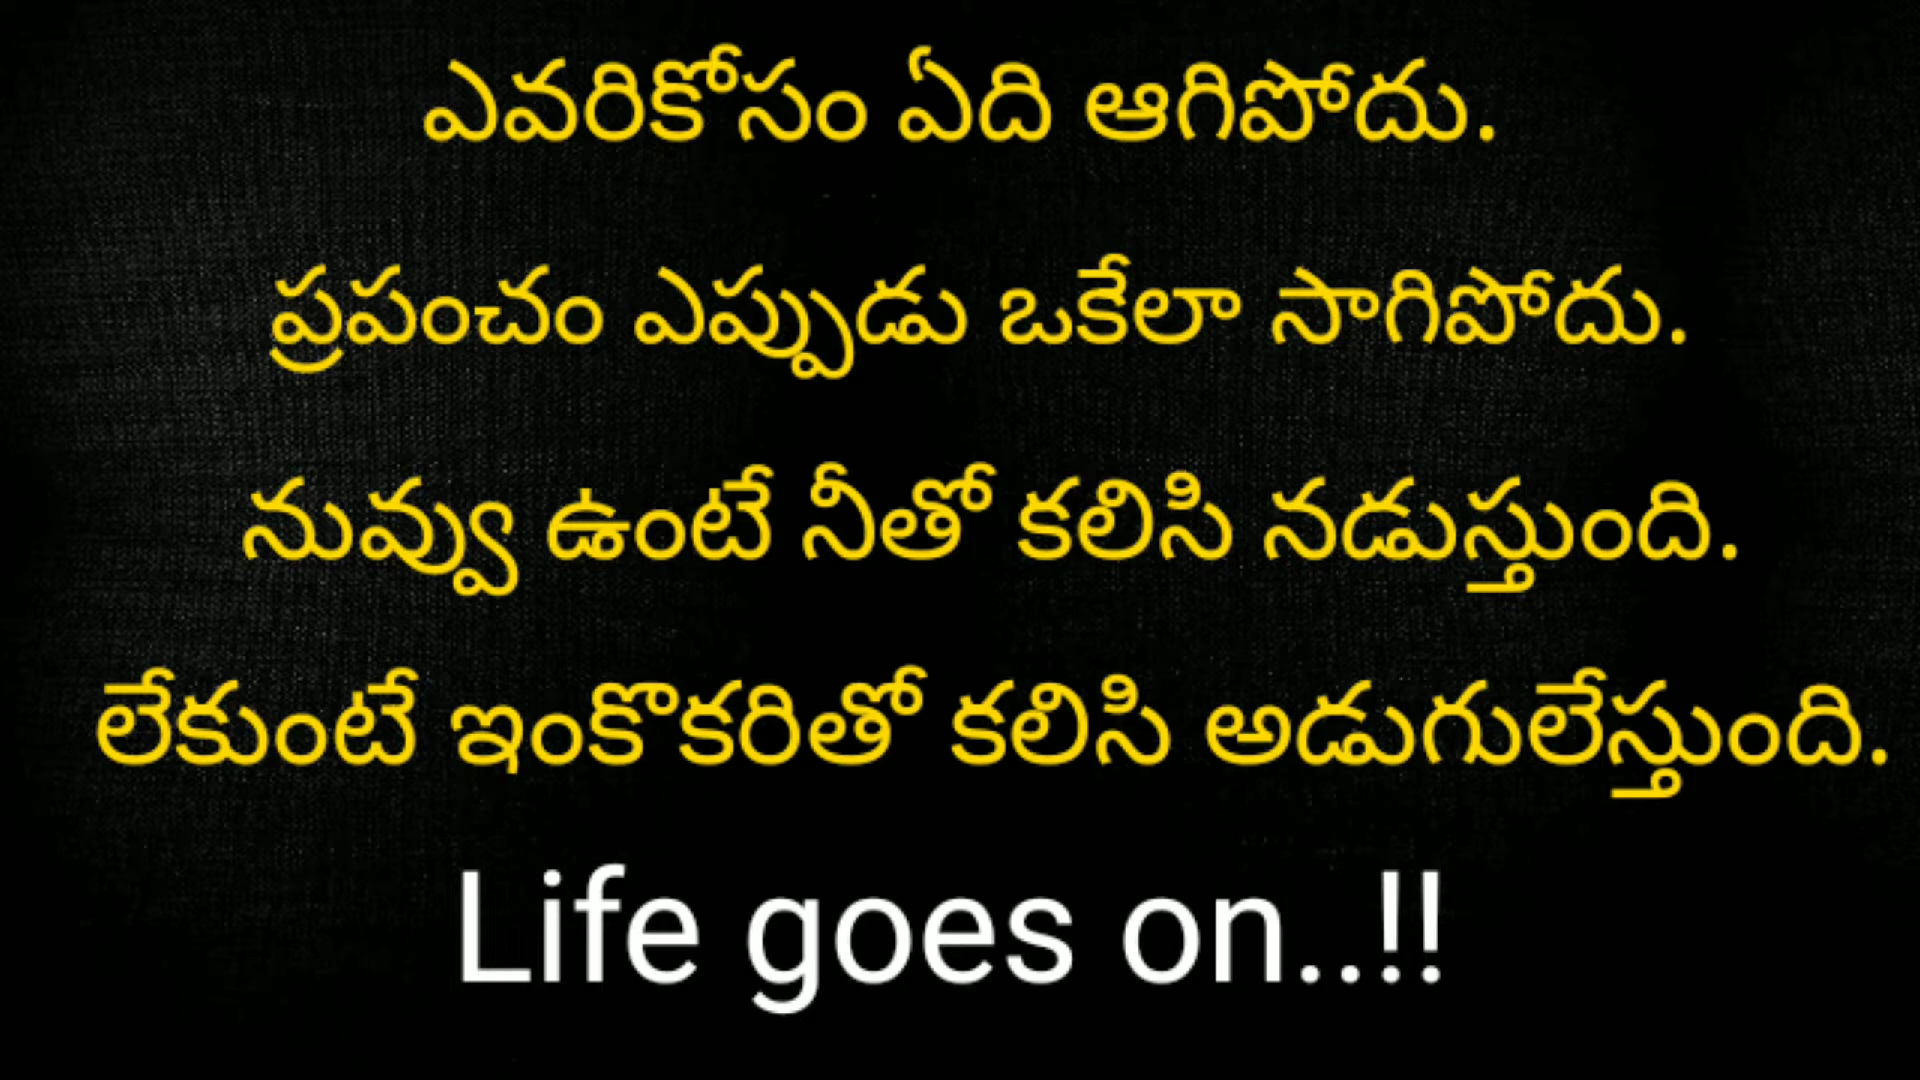 ఎవరికోసం ఏది ఆగిపోదు.
ప్రపంచం ఎప్పుడు ఒకేలా సాగిపోదు.
నువ్వు ఉంటే నీతో కలిసి నడుస్తుంది.
లేకుంటే ఇంకొకరితో కలిసి అడుగులేస్తుంది.
Life goes on..!!